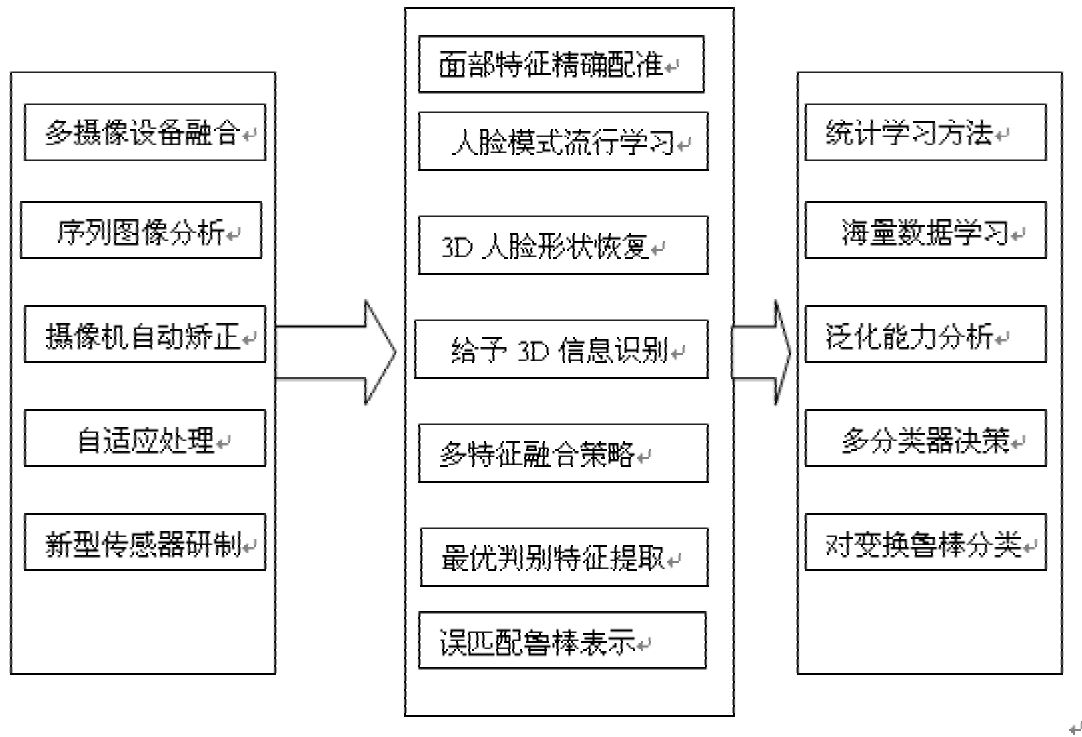 多摄像设备融合
序列图像分析
摄像机自动矫正
自适应处理
新型传感器研制
面部特征精确配准
人脸模式流行学习
3D 人脸形状恢复
给予 3D 信息识别
多特征融合策略
最优判别特征提取
误匹配鲁棒表示
统计学习方法
海量数据学习
泛化能力分析
多分类器决策
对变换鲁棒分类